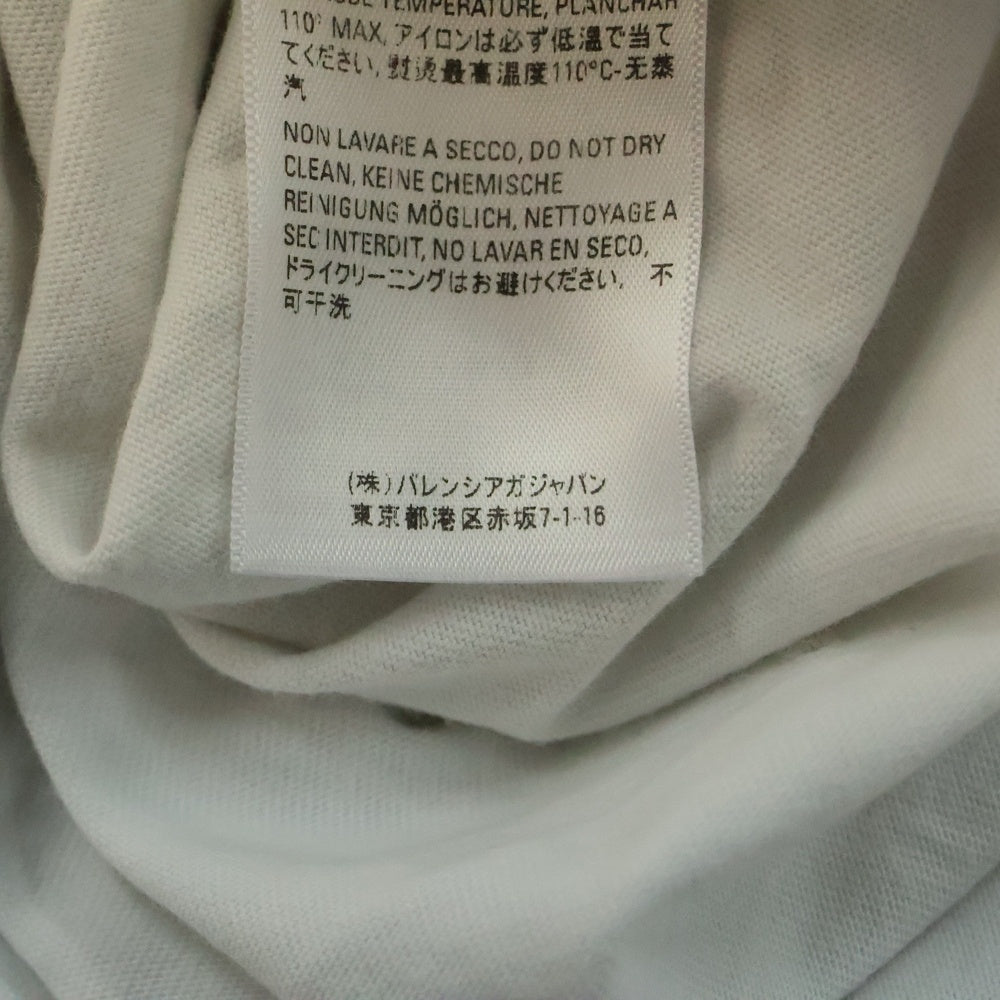 TEMPERATURE, PLANCHAR
110° MAX, アイロンは必ず低温で当て
てください, 熨烫最高温度110°C-无蒸
汽
NON LAVARE A SECCO, DO NOT DRY
CLEAN, KEINE CHEMISCHE
REINIGUNG MÖGLICH, NETTOYAGE A
SEC INTERDIT, NO LAVAR EN SECO,
ドライクリーニングはお避けください, 不
可干洗
(株)バレンシアガジャパン
東京都港区赤坂7-1-16